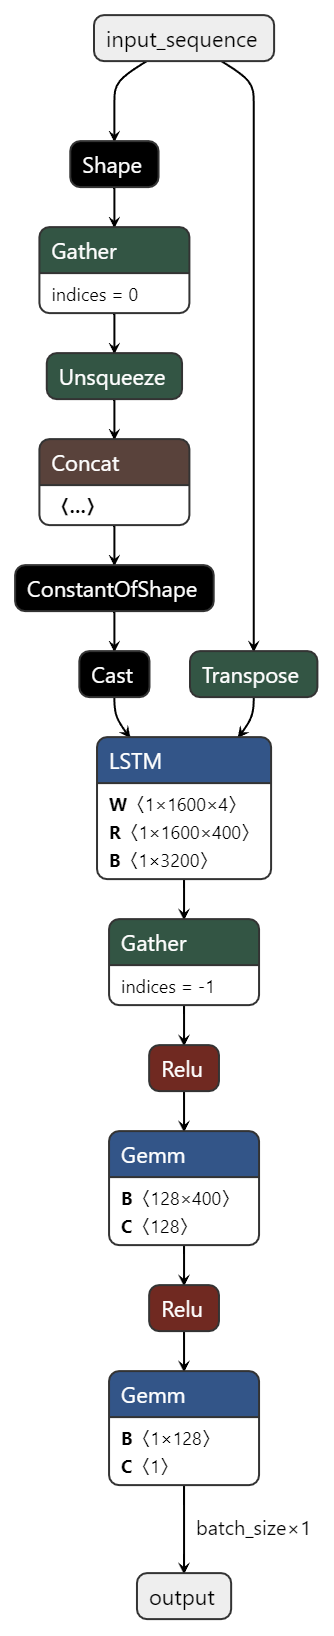 input_sequence
Shape
Gather
indices = 0
Unsqueeze
Concat
⟨...⟩
ConstantOfShape
Cast
Transpose
LSTM
W ⟨1×1600×4⟩
R ⟨1×1600×400⟩
B ⟨1×3200⟩
Gather
indices = -1
Relu
Gemm
B ⟨128×400⟩
C ⟨128⟩
Relu
Gemm
B ⟨1×128⟩
C ⟨1⟩
batch_size×1
output